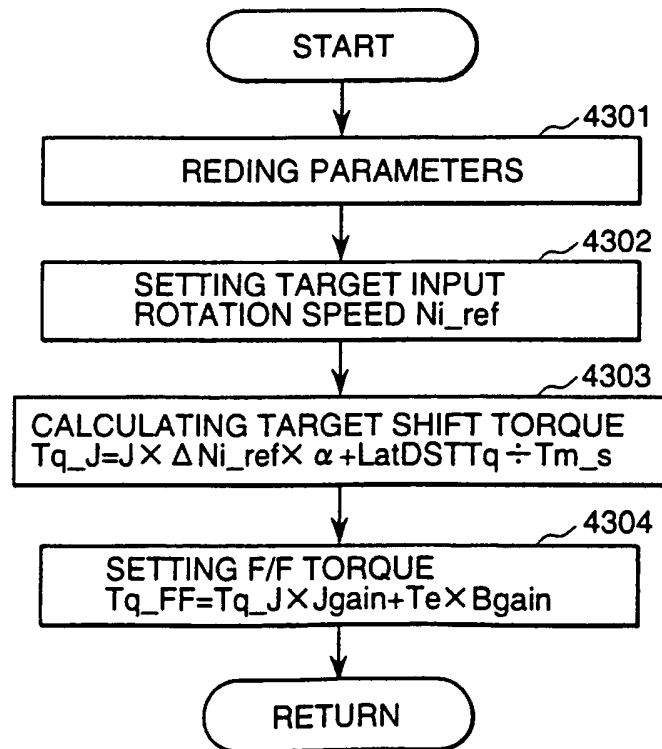 START
4301
REDING PARAMETERS
4302
SETTING TARGET INPUT
ROTATION SPEED Ni_ref
4303
CALCULATING TARGET SHIFT TORQUE
Tq_J=J×ΔNi_ref×α+LatDSTTq÷Tm_s
4304
SETTING F/F TORQUE
Tq_FF=Tq_J×Jgain+Te×Bgain
RETURN